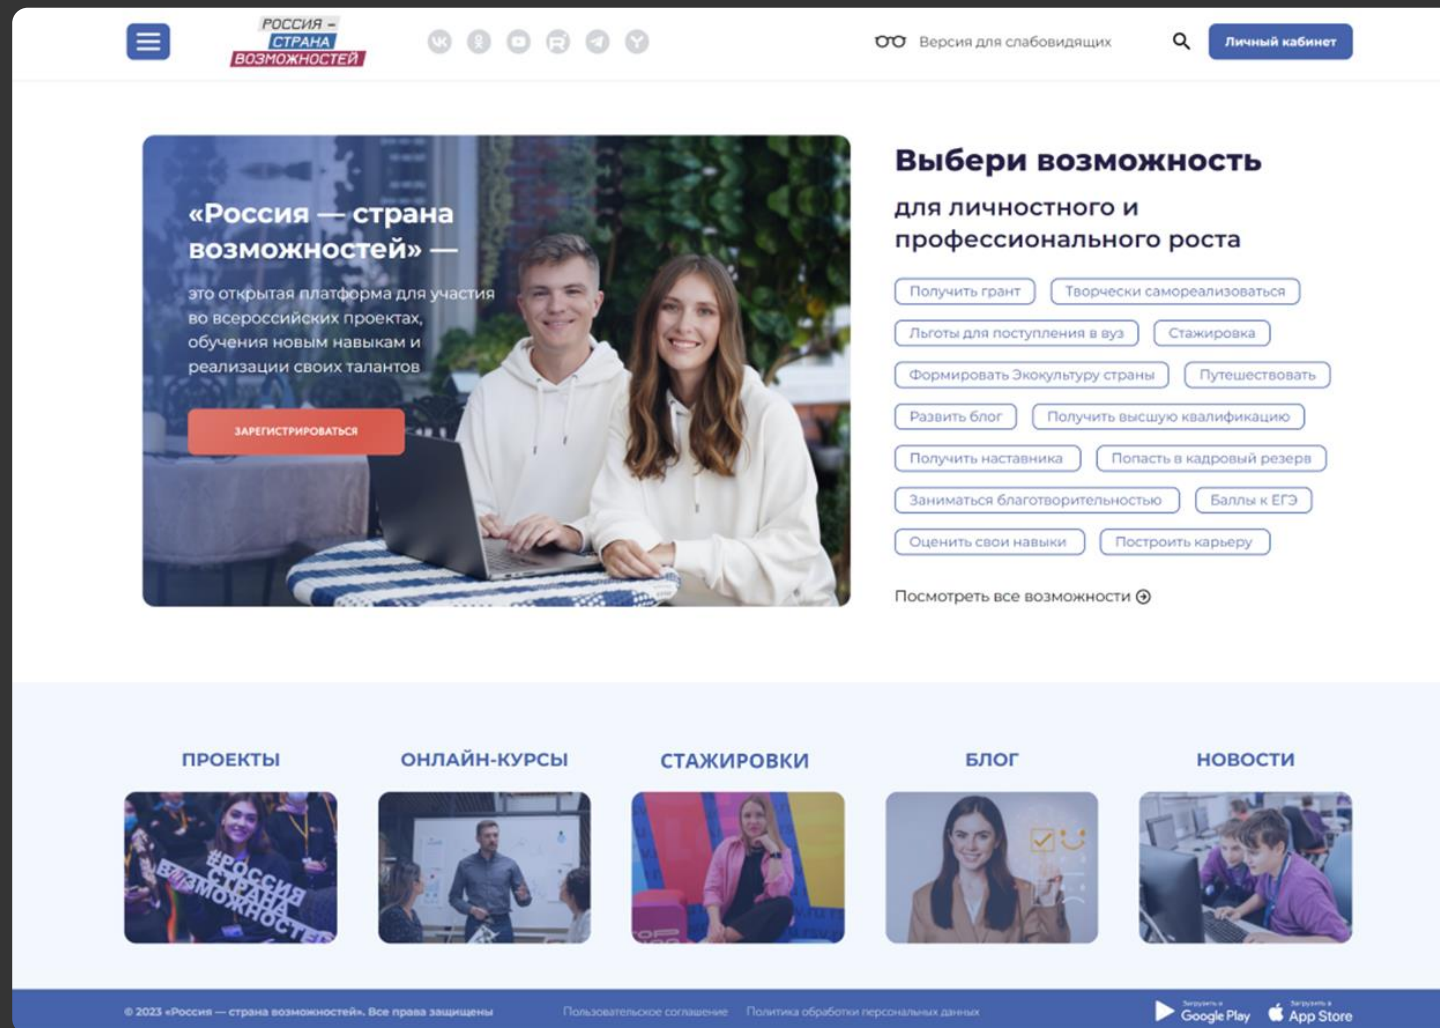 РОССИЯ –
СТРАНА
ВОЗМОЖНОСТЕЙ
Версия для слабовидящих
Личный кабинет
«Россия — страна
возможностей» —
это открытая платформа для участия
во всероссийских проектах,
обучения новым навыкам и
реализации своих талантов
ЗАРЕГИСТРИРОВАТЬСЯ
Выбери возможность
для личностного и
профессионального роста
Получить грант
Творчески самореализоваться
Льготы для поступления в вуз
Стажировка
Формировать Экокультуру страны
Путешествовать
Развить блог
Получить высшую квалификацию
Получить наставника
Попасть в кадровый резерв
Заниматься благотворительностью
Баллы к ЕГЭ
Оценить свои навыки
Построить карьеру
Посмотреть все возможности
ПРОЕКТЫ
ОНЛАЙН-КУРСЫ
СТАЖИРОВКИ
БЛОГ
НОВОСТИ
#РОССИЯ
СТРАНА
ВОЗМОЖНОСТЕЙ
© 2023 «Россия — страна возможностей». Все права защищены
Пользовательское соглашение
Политика обработки персональных данных
Загрузить в
Google Play
Загрузить в
App Store